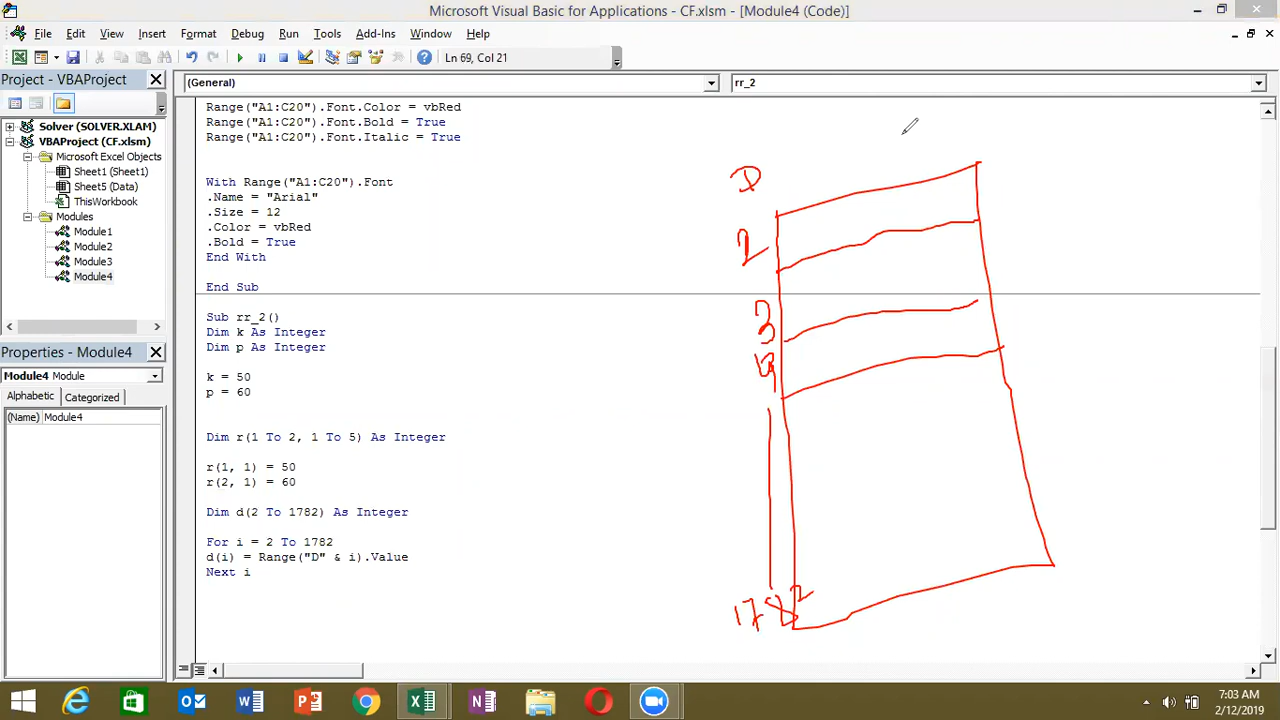 Microsoft Visual Basic for Applications - CF.xlsm - [Module4 (Code)]
File Edit View Insert Format Debug Run Tools Add-Ins Window Help
Ln 69, Col 21
Project - VBAProject
(General)
rr_2
Solver (SOLVER.XLAM)
VBAProject (CF.xlsm)
Microsoft Excel Objects
Sheet1 (Sheet1)
Sheet5 (Data)
ThisWorkbook
Modules
Module1
Module2
Module3
Module4
Properties - Module4
Module4 Module
Alphabetic Categorized
(Name) Module4
Range("A1:C20").Font.Color = vbRed
Range("A1:C20").Font.Bold = True
Range("A1:C20").Font.Italic = True
With Range("A1:C20").Font
.Name = "Arial"
.Size = 12
.Color = vbRed
.Bold = True
End With
End Sub
Sub rr_2()
Dim k As Integer
Dim p As Integer
k = 50
p = 60
Dim r(1 To 2, 1 To 5) As Integer
r(1, 1) = 50
r(2, 1) = 60
Dim d(2 To 1782) As Integer
For i = 2 To 1782
d(i) = Range("D" & i).Value
Next i
D
2
3
4
1782
7:03 AM
2/12/2019